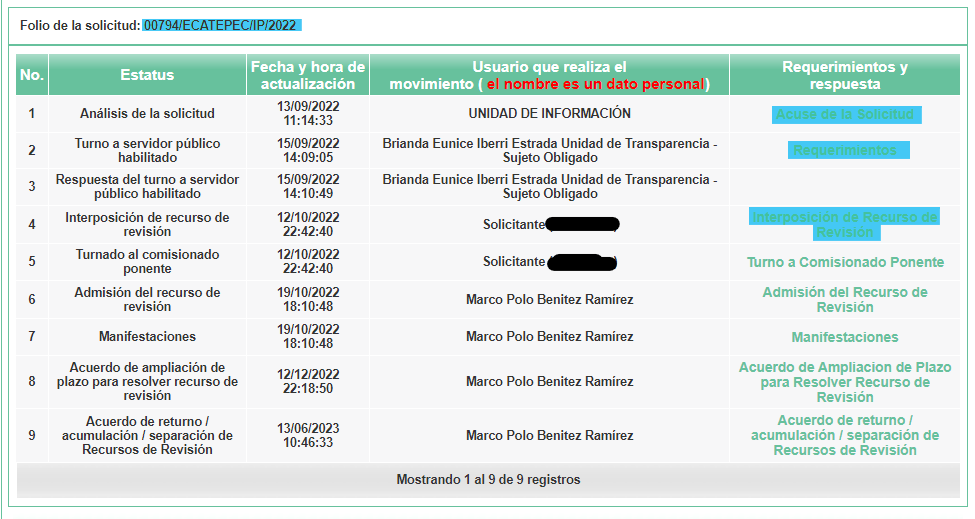 Folio de la solicitud: 00794/ECATEPEC/IP/2022
No.
Estatus
Fecha y hora de
actualización
Usuario que realiza el
movimiento ( el nombre es un dato personal)
Requerimientos y
respuesta
1
Análisis de la solicitud
13/09/2022
11:14:33
UNIDAD DE INFORMACIÓN
Acuse de la Solicitud
2
Turno a servidor público
habilitado
15/09/2022
14:09:05
Brianda Eunice Iberri Estrada Unidad de Transparencia -
Sujeto Obligado
Requerimientos
3
Respuesta del turno a servidor
público habilitado
15/09/2022
14:10:49
Brianda Eunice Iberri Estrada Unidad de Transparencia -
Sujeto Obligado
4
Interposición de recurso de
revisión
12/10/2022
22:42:40
Solicitante
Interposición de Recurso de
Revisión
5
Turnado al comisionado
ponente
12/10/2022
22:42:40
Solicitante (
Turno a Comisionado Ponente
6
Admisión del recurso de
revisión
19/10/2022
18:10:48
Marco Polo Benitez Ramírez
Admisión del Recurso de
Revisión
7
Manifestaciones
19/10/2022
18:10:48
Marco Polo Benitez Ramírez
Manifestaciones
8
Acuerdo de ampliación de
plazo para resolver recurso de
revisión
12/12/2022
22:18:50
Marco Polo Benitez Ramírez
Acuerdo de Ampliacion de Plazo
para Resolver Recurso de
Revisión
9
Acuerdo de returno /
acumulación / separación de
Recursos de Revisión
13/06/2023
10:46:33
Marco Polo Benitez Ramírez
Acuerdo de returno /
acumulación / separación de
Recursos de Revisión
Mostrando 1 al 9 de 9 registros